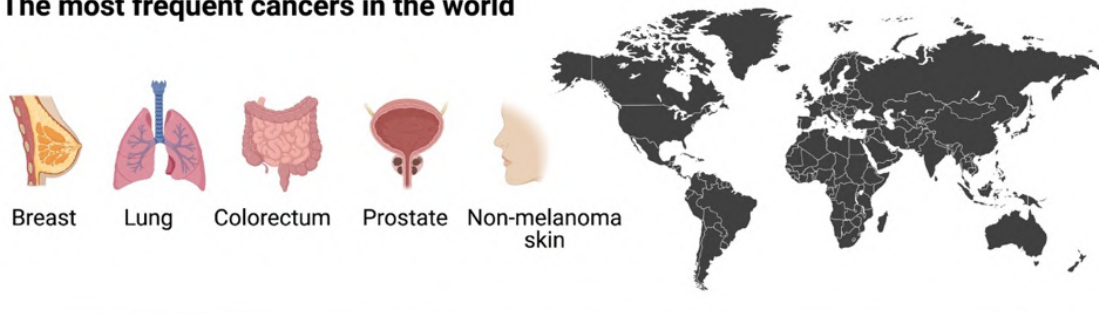 The most frequent cancers in the world
Breast
Lung
Colorectum
Prostate
Non-melanoma
skin